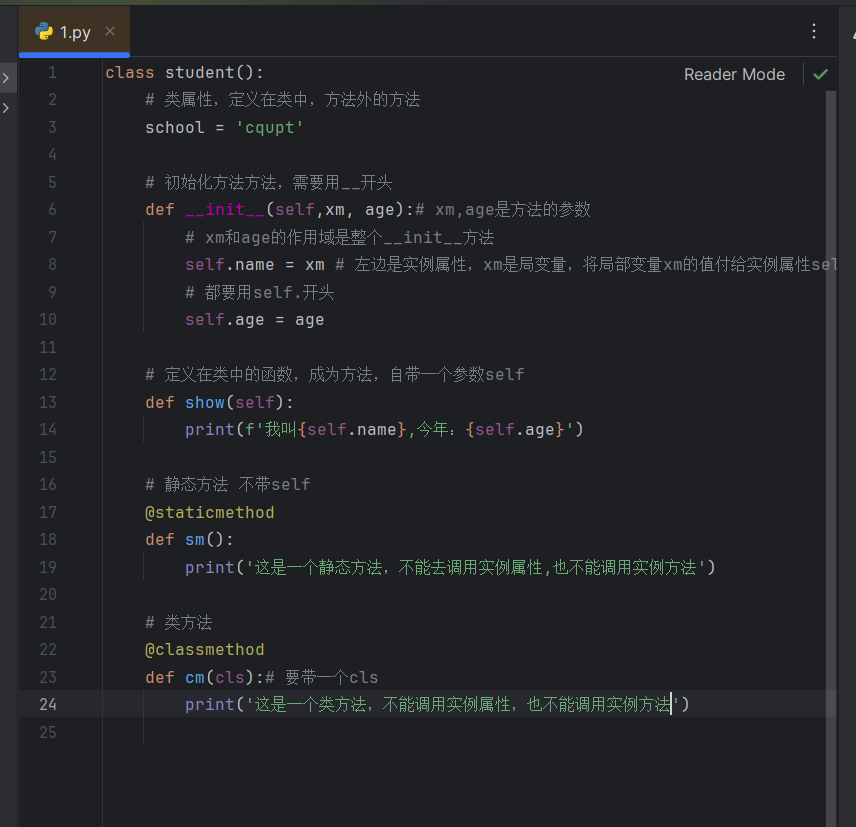 1.py
Reader Mode
1 class student():
2 # 类属性，定义在类中，方法外的方法
3 school = 'cqupt'
4
5 # 初始化方法方法，需要用__开头
6 def __init__(self,xm, age):# xm,age是方法的参数
7 # xm和age的作用域是整个__init__方法
8 self.name = xm # 左边是实例属性，xm是局变量，将局部变量xm的值付给实例属性sel
9 # 都要用self.开头
10 self.age = age
11
12 # 定义在类中的函数，成为方法，自带一个参数self
13 def show(self):
14 print(f'我叫{self.name},今年：{self.age}')
15
16 # 静态方法 不带self
17 @staticmethod
18 def sm():
19 print('这是一个静态方法，不能去调用实例属性,也不能调用实例方法')
20
21 # 类方法
22 @classmethod
23 def cm(cls):# 要带一个cls
24 print('这是一个类方法，不能调用实例属性，也不能调用实例方法')
25